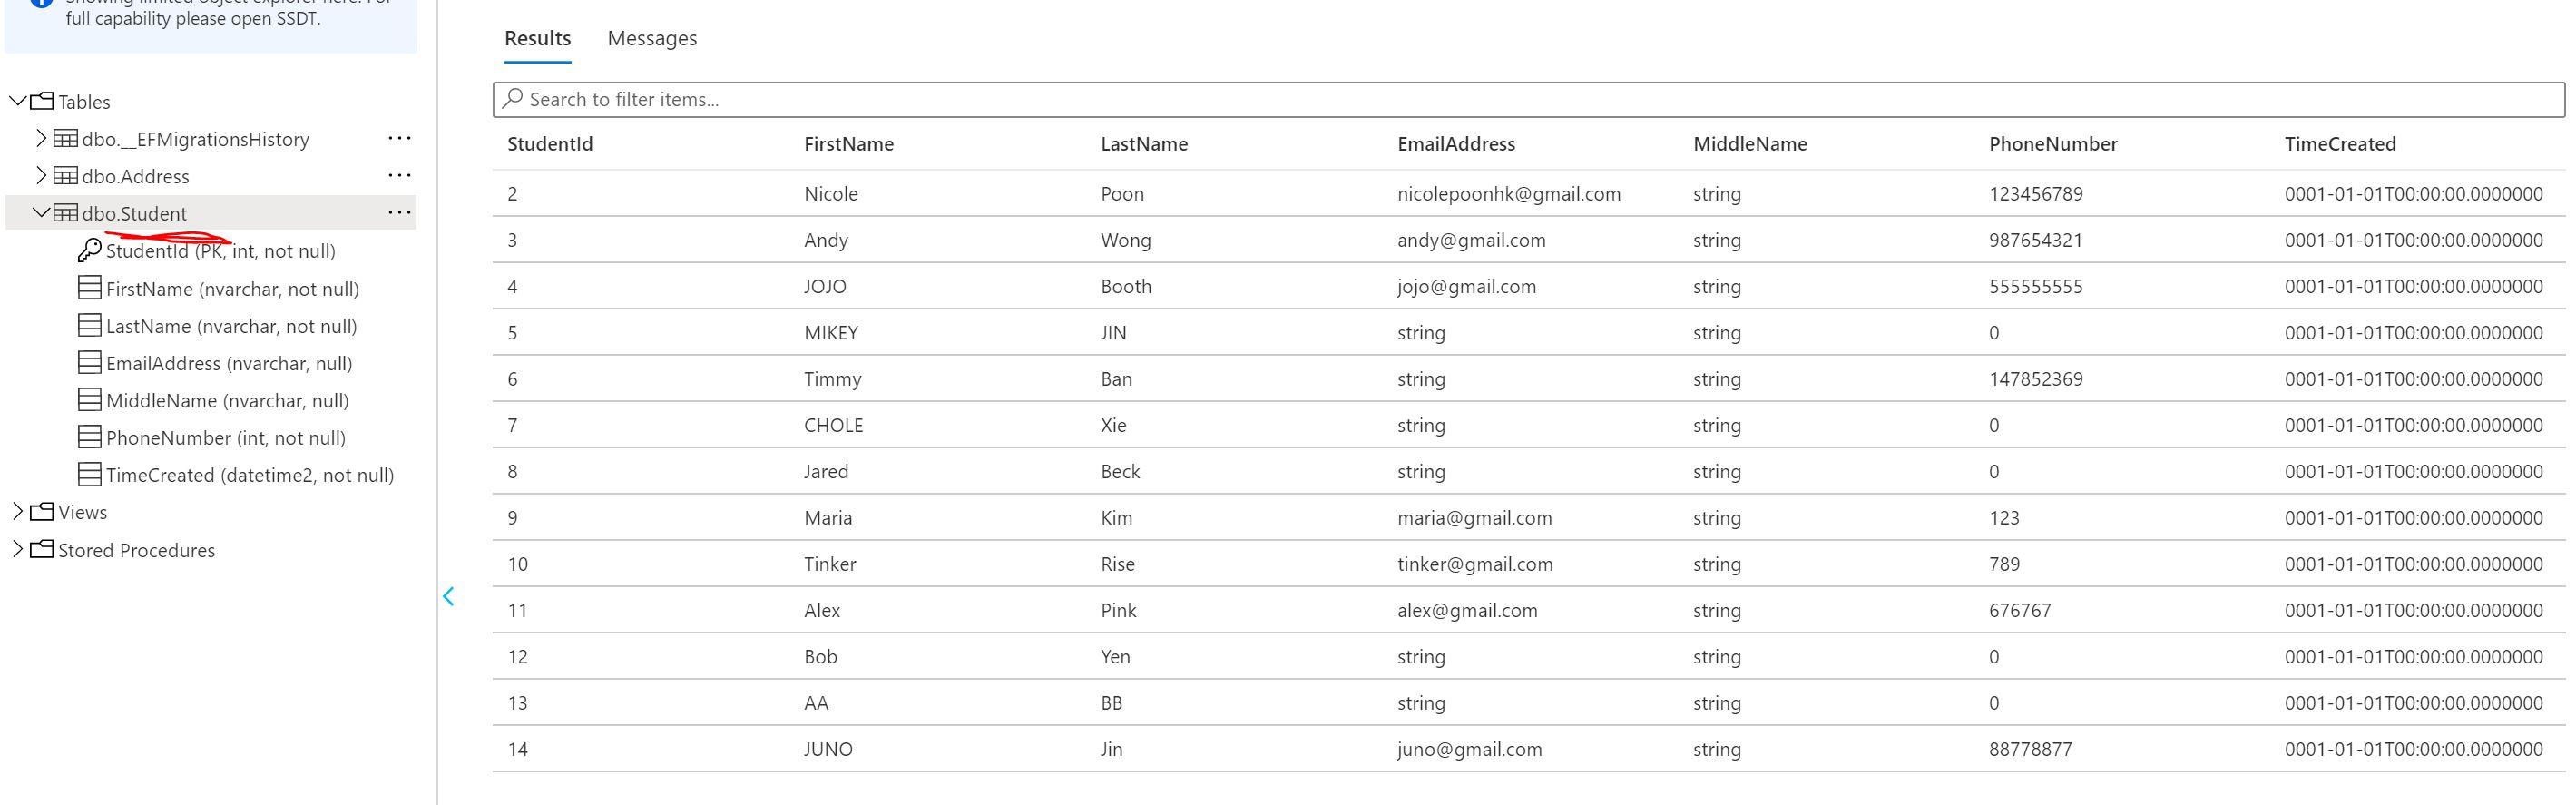 Showing limited object explorer here. For
full capability please open SSDT.
Tables
dbo.__EFMigrationsHistory ...
dbo.Address ...
dbo.Student ...
StudentId (PK, int, not null)
FirstName (nvarchar, not null)
LastName (nvarchar, not null)
EmailAddress (nvarchar, null)
MiddleName (nvarchar, null)
PhoneNumber (int, not null)
TimeCreated (datetime2, not null)
Views
Stored Procedures
Results Messages
Search to filter items...
StudentId FirstName LastName EmailAddress MiddleName PhoneNumber TimeCreated
2 Nicole Poon nicolepoonhk@gmail.com string 123456789 0001-01-01T00:00:00.0000000
3 Andy Wong andy@gmail.com string 987654321 0001-01-01T00:00:00.0000000
4 JOJO Booth jojo@gmail.com string 555555555 0001-01-01T00:00:00.0000000
5 MIKEY JIN string string 0 0001-01-01T00:00:00.0000000
6 Timmy Ban string string 147852369 0001-01-01T00:00:00.0000000
7 CHOLE Xie string string 0 0001-01-01T00:00:00.0000000
8 Jared Beck string string 0 0001-01-01T00:00:00.0000000
9 Maria Kim maria@gmail.com string 123 0001-01-01T00:00:00.0000000
10 Tinker Rise tinker@gmail.com string 789 0001-01-01T00:00:00.0000000
11 Alex Pink alex@gmail.com string 676767 0001-01-01T00:00:00.0000000
12 Bob Yen string string 0 0001-01-01T00:00:00.0000000
13 AA BB string string 0 0001-01-01T00:00:00.0000000
14 JUNO Jin juno@gmail.com string 88778877 0001-01-01T00:00:00.0000000